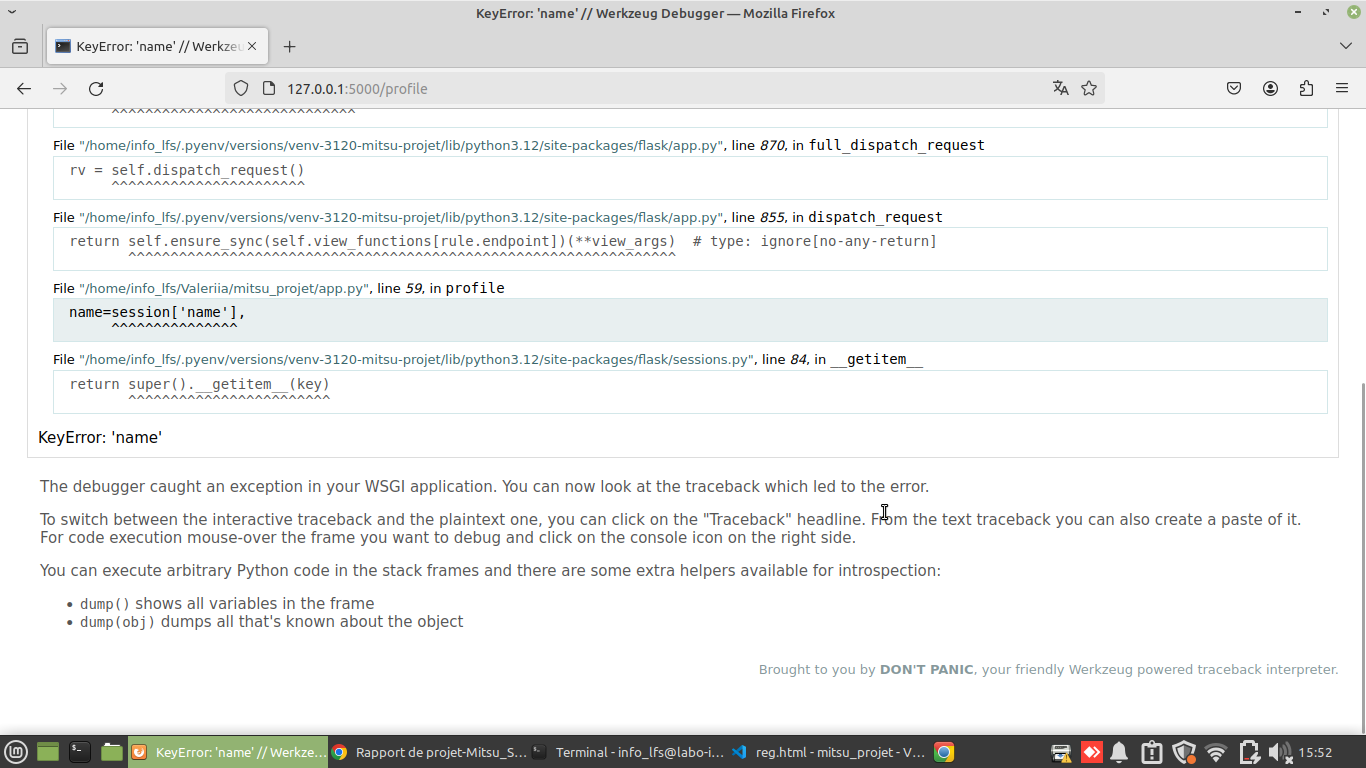 KeyError: 'name' // Werkzeug Debugger — Mozilla Firefox
KeyError: 'name' // Werkzeu
127.0.0.1:5000/profile
^^^^^^^^^^^^^^^^^^^^^^^^^^^^^
File "/home/info_lfs/.pyenv/versions/venv-3120-mitsu-projet/lib/python3.12/site-packages/flask/app.py", line 870, in full_dispatch_request
rv = self.dispatch_request()
^^^^^^^^^^^^^^^^^^^^^^^
File "/home/info_lfs/.pyenv/versions/venv-3120-mitsu-projet/lib/python3.12/site-packages/flask/app.py", line 855, in dispatch_request
return self.ensure_sync(self.view_functions[rule.endpoint])(**view_args)  # type: ignore[no-any-return]
^^^^^^^^^^^^^^^^^^^^^^^^^^^^^^^^^^^^^^^^^^^^^^^^^^^^^^^^^^^^^^^^^
File "/home/info_lfs/Valeriia/mitsu_projet/app.py", line 59, in profile
name=session['name'],
^^^^^^^^^^^^^^^
File "/home/info_lfs/.pyenv/versions/venv-3120-mitsu-projet/lib/python3.12/site-packages/flask/sessions.py", line 84, in __getitem__
return super().__getitem__(key)
^^^^^^^^^^^^^^^^^^^^^^^^
KeyError: 'name'
The debugger caught an exception in your WSGI application. You can now look at the traceback which led to the error.
To switch between the interactive traceback and the plaintext one, you can click on the "Traceback" headline. From the text traceback you can also create a paste of it.
For code execution mouse-over the frame you want to debug and click on the console icon on the right side.
You can execute arbitrary Python code in the stack frames and there are some extra helpers available for introspection:
• dump() shows all variables in the frame
• dump(obj) dumps all that's known about the object
Brought to you by DON'T PANIC, your friendly Werkzeug powered traceback interpreter.
KeyError: 'name' // Werkze...
Rapport de projet-Mitsu_S...
Terminal - info_lfs@labo-i...
reg.html - mitsu_projet - V...
15:52